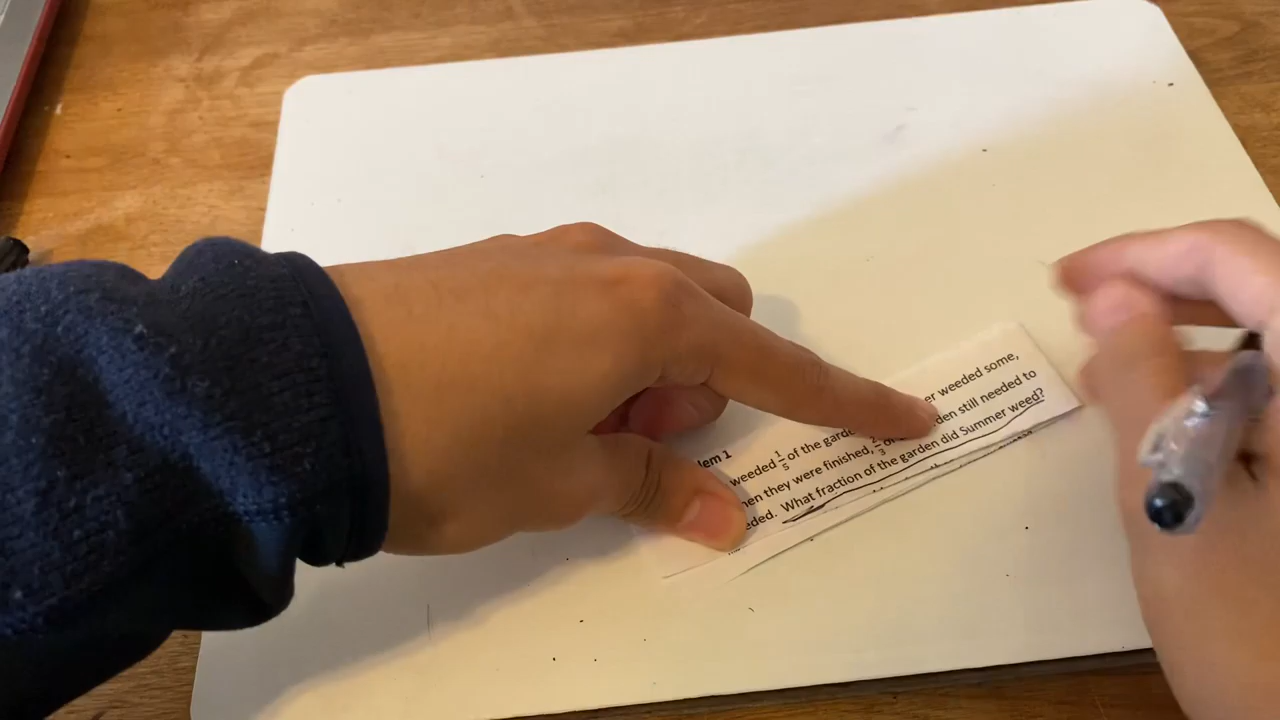 lem 1
weeded 1/5 of the garde er weeded some,
hen they were finished, 2/3 of den still needed to
eded. What fraction of the garden did Summer weed?